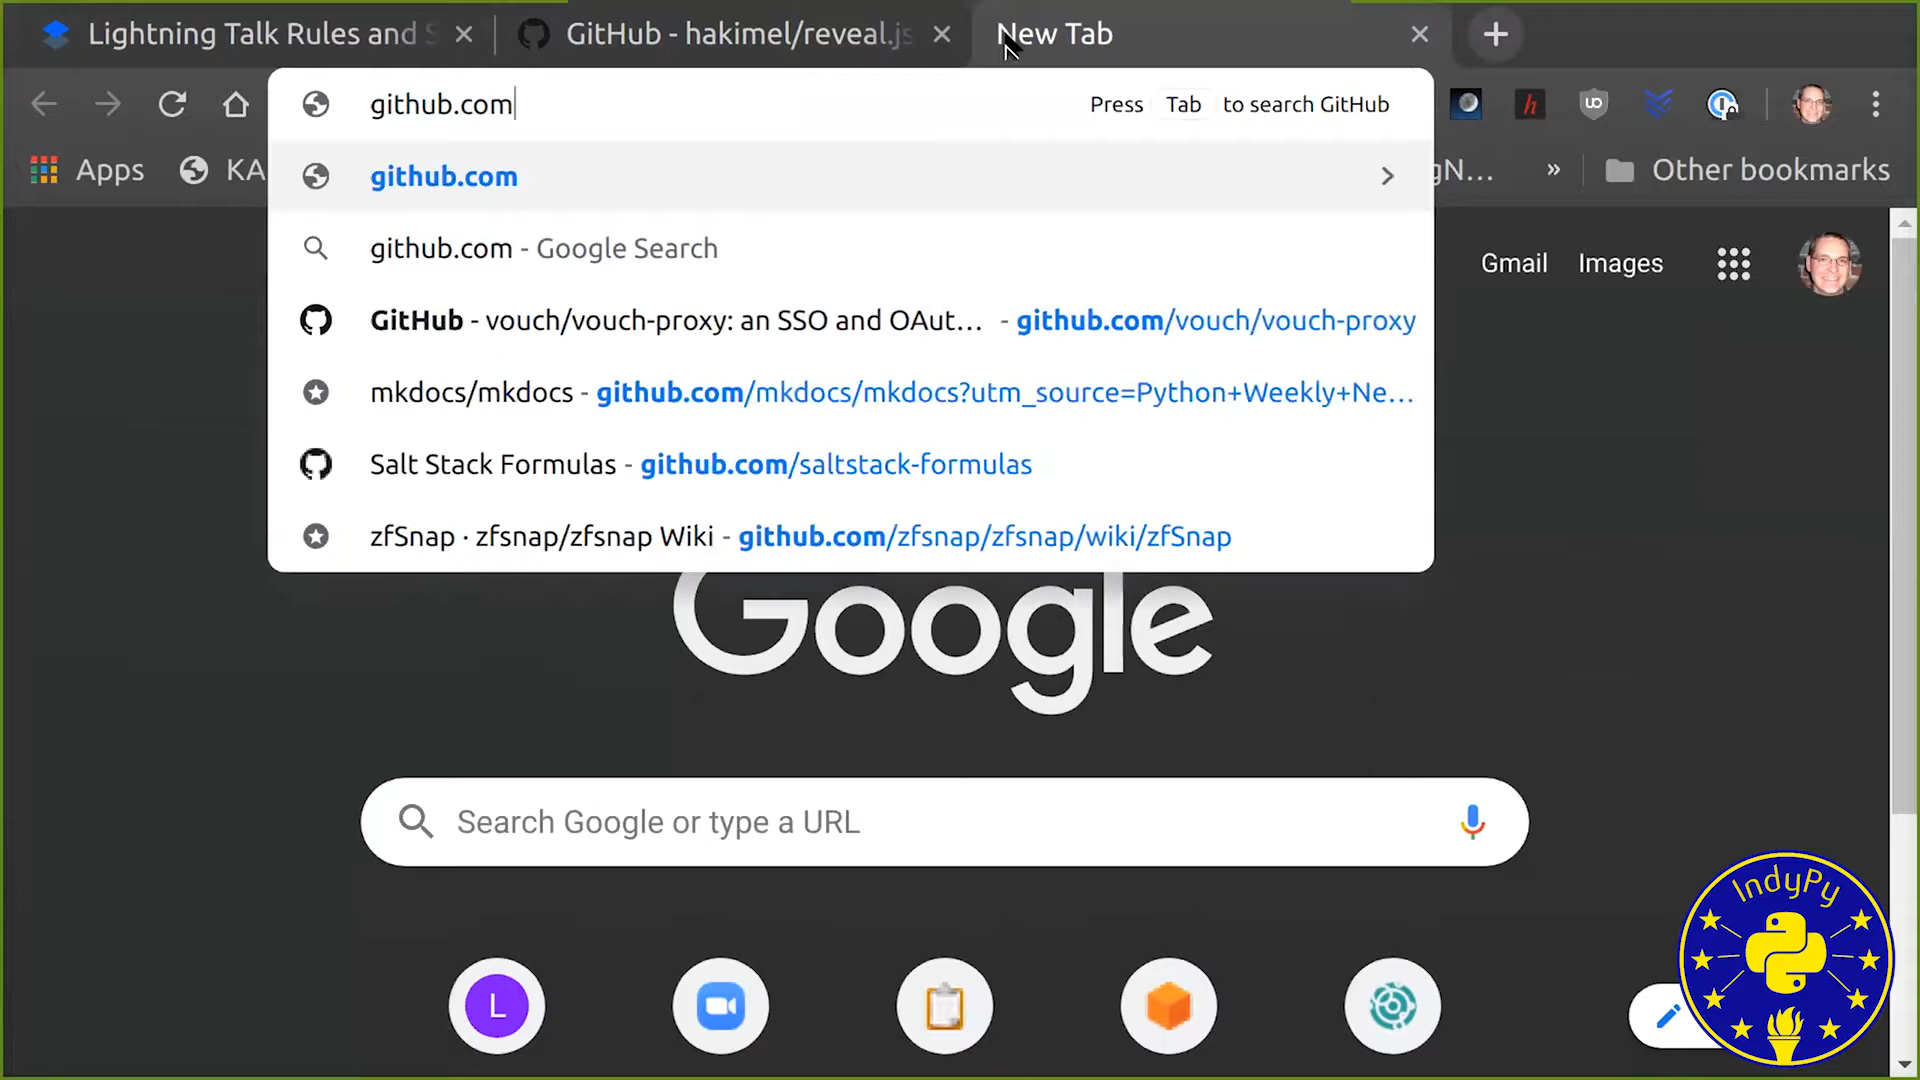 Lightning Talk Rules and S
GitHub - hakimel/reveal.js
New Tab
github.com
Press Tab to search GitHub
Apps
KA
gN...
»
Other bookmarks
github.com
github.com - Google Search
GitHub - vouch/vouch-proxy: an SSO and OAut... - github.com/vouch/vouch-proxy
mkdocs/mkdocs - github.com/mkdocs/mkdocs?utm_source=Python+Weekly+Ne...
Salt Stack Formulas - github.com/saltstack-formulas
zfSnap · zfsnap/zfsnap Wiki - github.com/zfsnap/zfsnap/wiki/zfSnap
Gmail
Images
Google
Search Google or type a URL
L
IndyPy